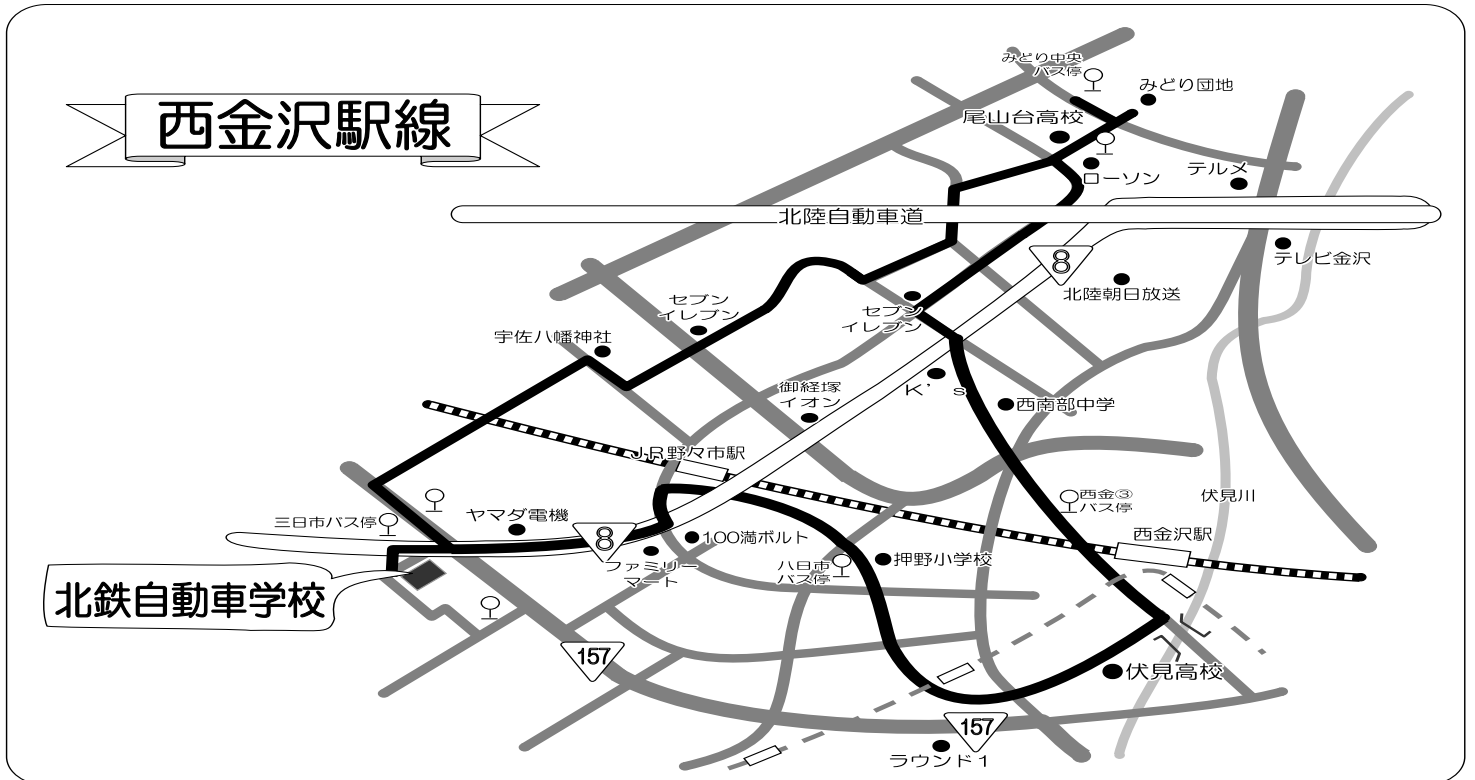 西金沢駅線
みどり中央
バス停
みどり団地
尾山台高校
ローソン
テルメ
北陸自動車道
8
テレビ金沢
北陸朝日放送
セブン
イレブン
セブン
イレブン
宇佐八幡神社
K's
御経塚
イオン
西南部中学
JR野々市駅
西金③
バス停
伏見川
三日市バス停
ヤマダ電機
8
100満ボルト
西金沢駅
ファミリー
マート
八日市
バス停
押野小学校
北鉄自動車学校
157
伏見高校
157
ラウンド1